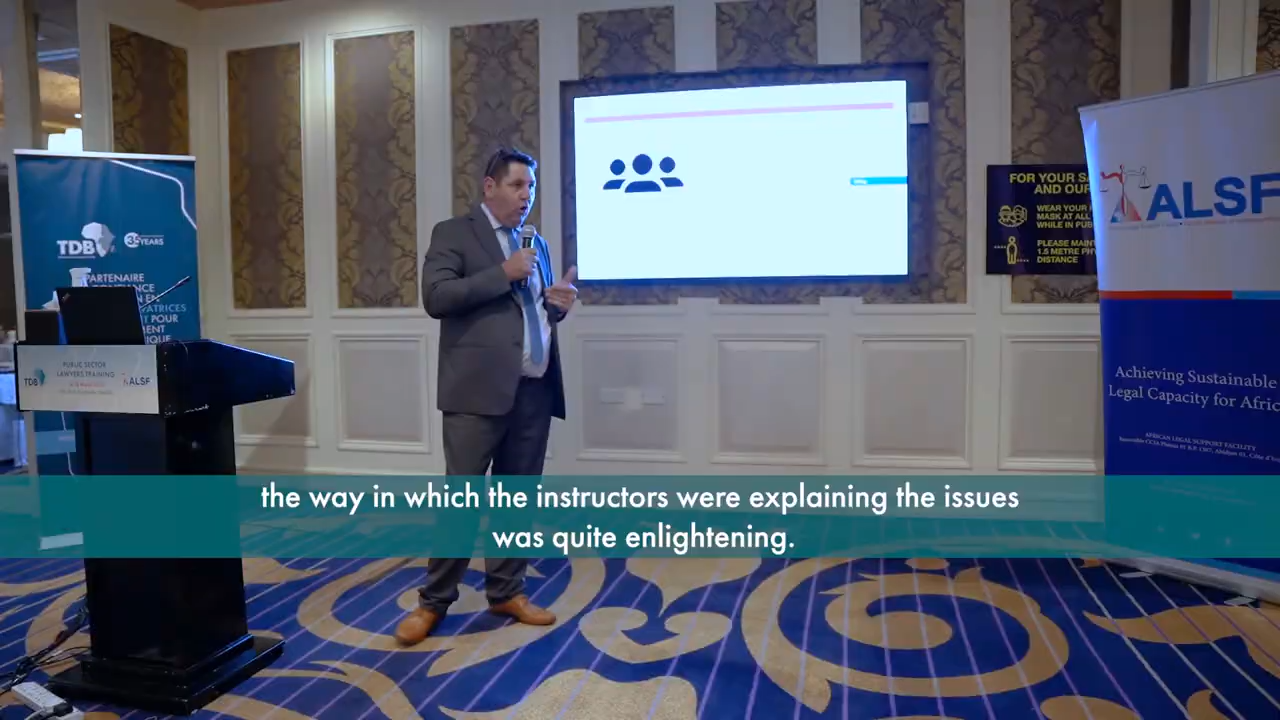 TDB
35 YEARS
PARTENAIRE
EN
POUR
PUBLIC SECTOR
LAWYERS TRAINING
TDB
ALSF
FOR YOUR
AND OUR
WEAR YOUR
MASK AT ALL
WHILE IN PUB
PLEASE MAIN
1.5 METRE PHY
DISTANCE
ALSF
Achieving Sustainable
Legal Capacity for Afric
AFRICAN LEGAL SUPPORT FACILITY
the way in which the instructors were explaining the issues
was quite enlightening.